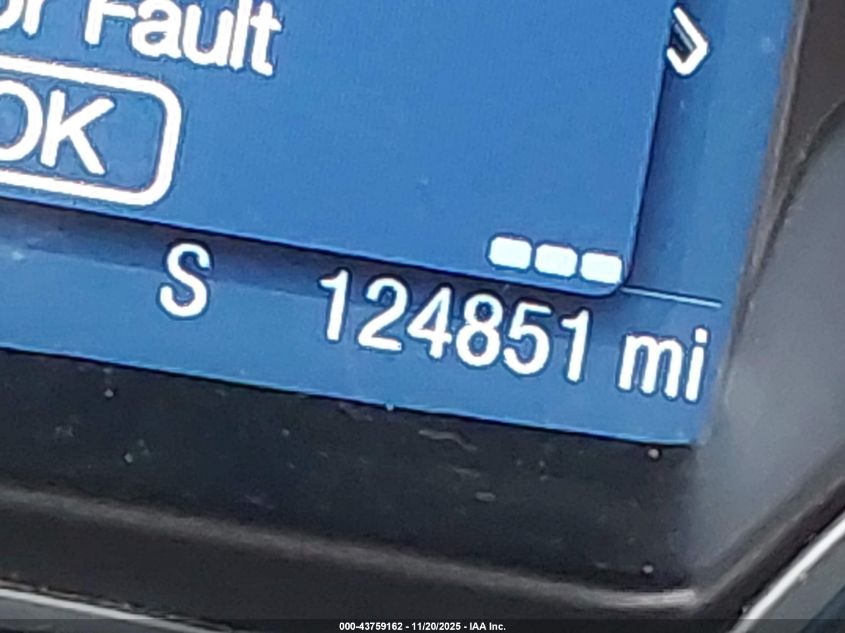 Fault
OK
S 124851 mi
000-43759162 - 11/20/2025 - IAA Inc.